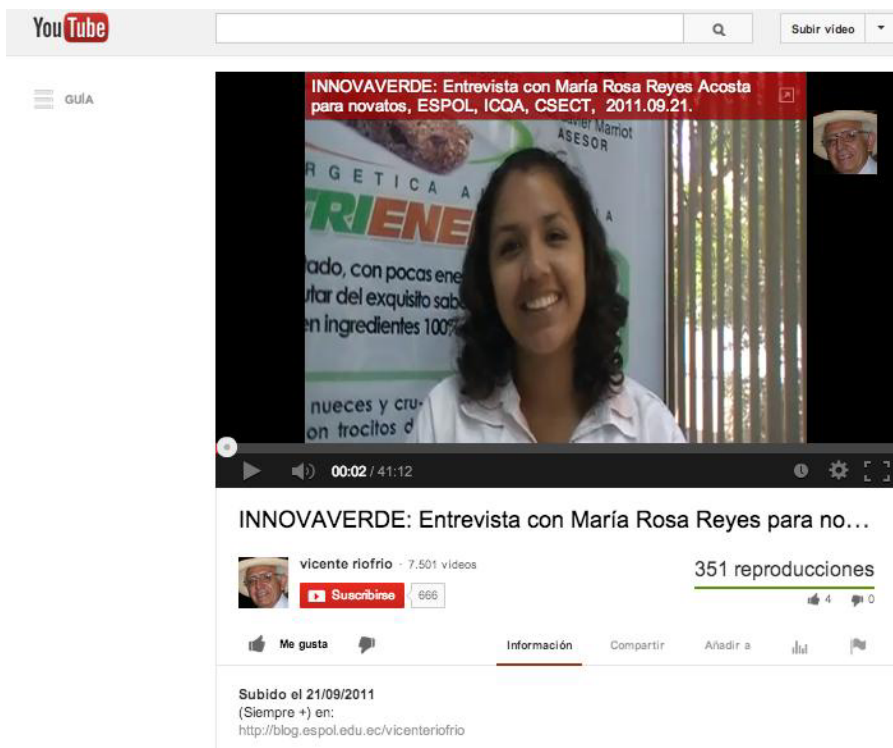 YouTube
Subir vídeo
GUÍA
INNOVAVERDE: Entrevista con María Rosa Reyes Acosta
para novatos, ESPOL, ICQA, CSECT, 2011.09.21.
Marriot
ASESOR
RGETICA A
RIENE
A
tado, con pocas ene
utar del exquisito sab
en ingredientes 100%
nueces y cru-
on trocitos d
00:02 / 41:12
INNOVAVERDE: Entrevista con María Rosa Reyes para no...
vicente riofrio · 7.501 vídeos
351 reproducciones
Suscribirse 666
4 0
Me gusta Información Compartir Añadir a
Subido el 21/09/2011
(Siempre +) en:
http://blog.espol.edu.ec/vicenteriofrio